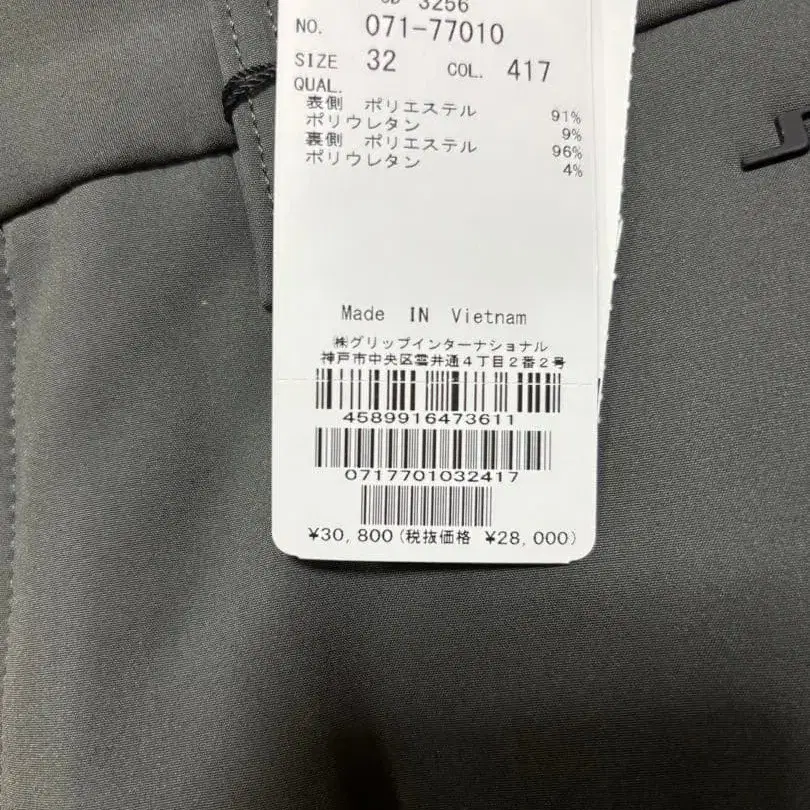 3256
NO. 071-77010
SIZE 32 COL. 417
QUAL.
表側 ポリエステル 91%
ポリウレタン 9%
裏側 ポリエステル 96%
ポリウレタン 4%
Made IN Vietnam
㈱グリップインターナショナル
神戸市中央区雲井通4丁目2番2号
4589916473611
0717701032417
¥30,800(税抜価格 ¥28,000)